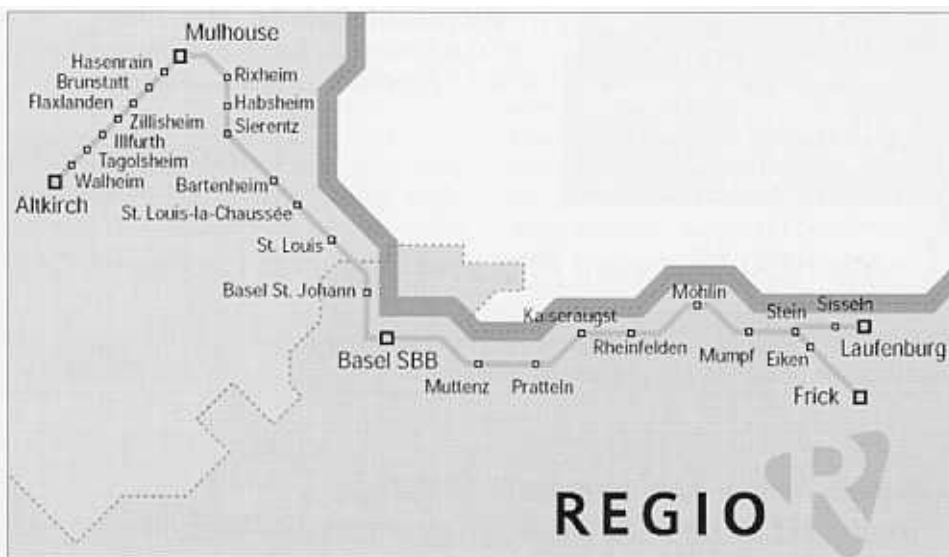 Mulhouse
Hasenrain
Brunstatt
Flaxlanden
Zillisheim
Illfurth
Tagolsheim
Walheim
Altkirch
Rixheim
Habsheim
Sierentz
Bartenheim
St. Louis-la-Chaussée
St. Louis
Basel St. Johann
Basel SBB
Muttenz
Pratteln
Kaiseraugst
Rheinfelden
Möhlin
Mumpf
Stein
Eiken
Sisseln
Laufenburg
Frick
REGIO
R